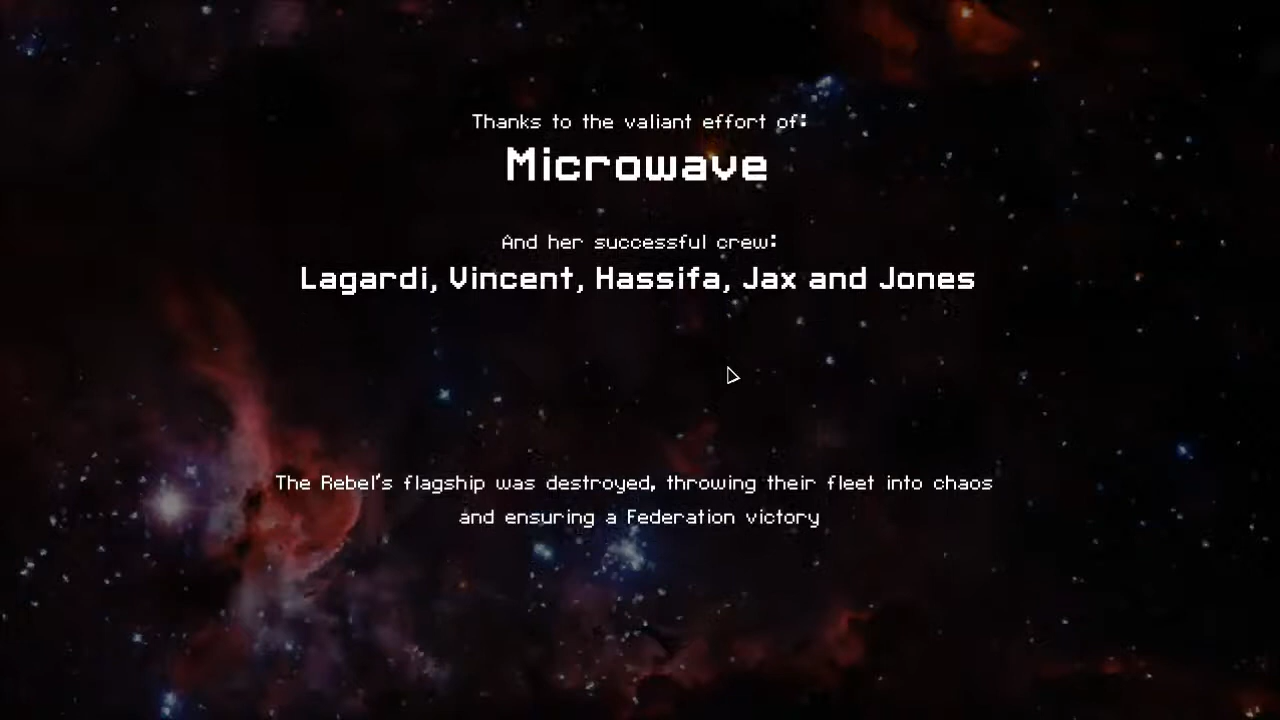 Thanks to the valiant effort of:
Microwave
And her successful crew:
Lagardi, Vincent, Hassifa, Jax and Jones
The Rebel's flagship was destroyed, throwing their fleet into chaos
and ensuring a Federation victory